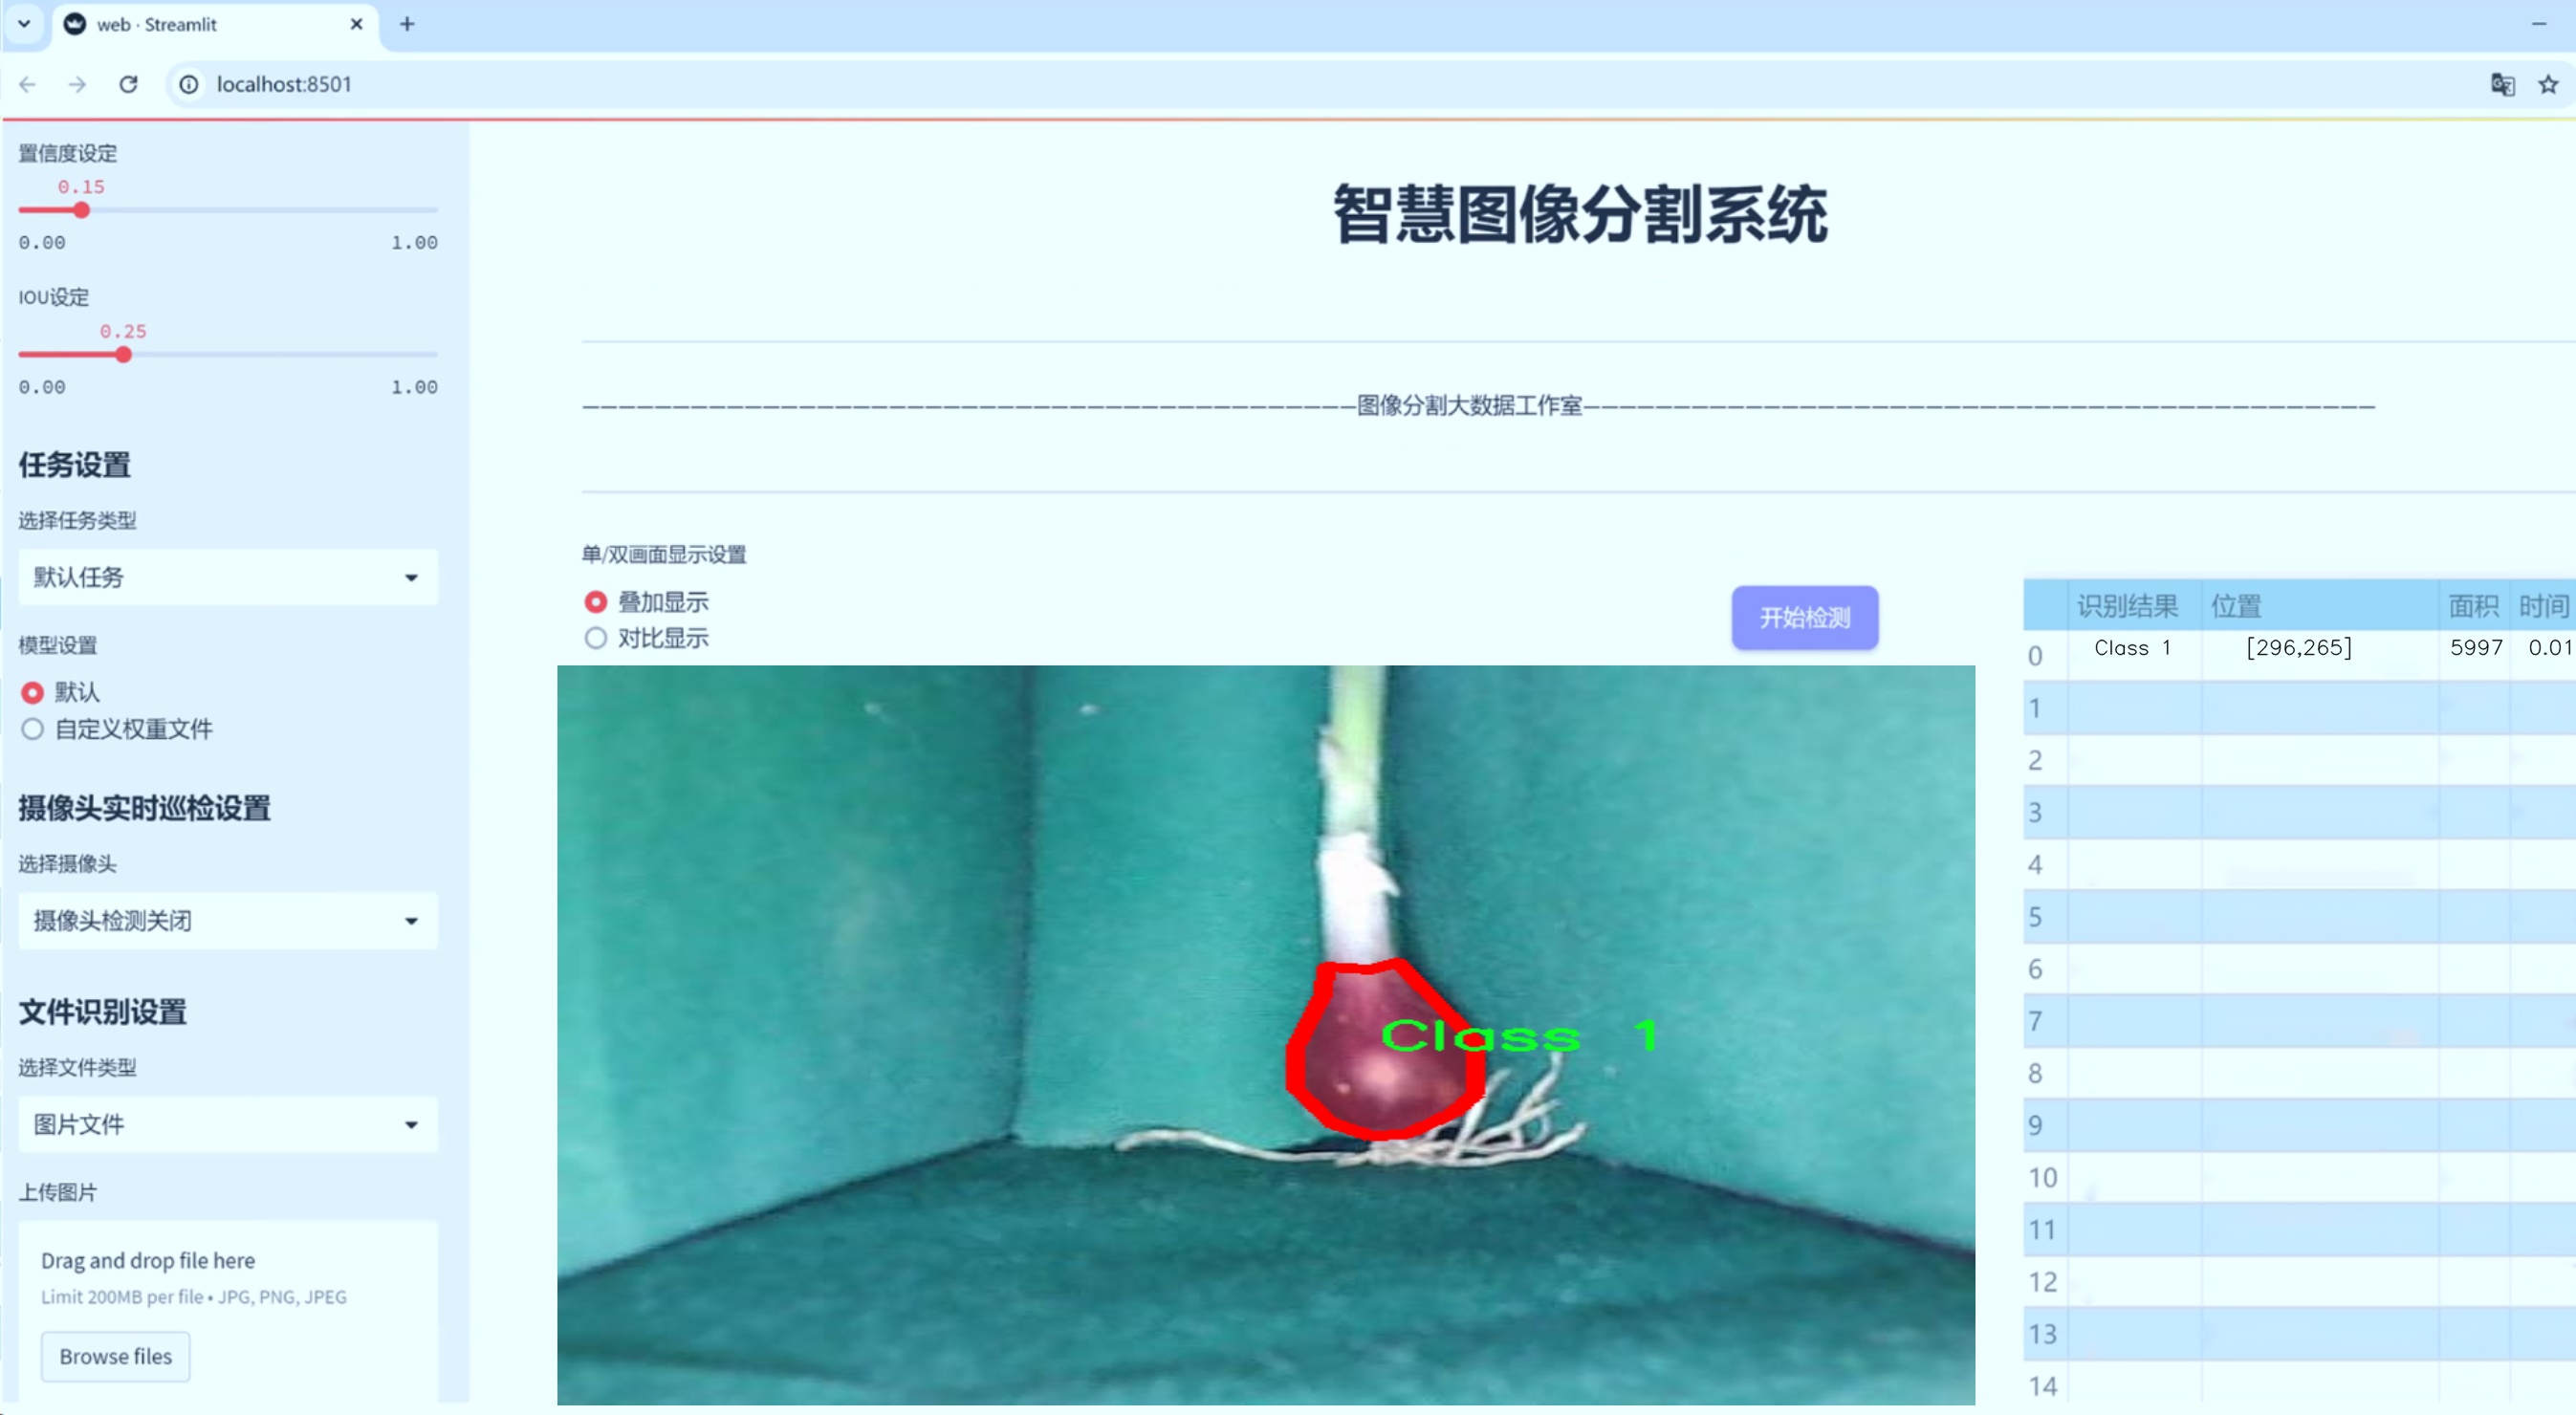 web · Streamlit
localhost:8501
置信度设定
0.15
0.00 1.00
IOU设定
0.25
0.00 1.00
任务设置
选择任务类型
默认任务
模型设置
默认
自定义权重文件
摄像头实时巡检设置
选择摄像头
摄像头检测关闭
文件识别设置
选择文件类型
图片文件
上传图片
Drag and drop file here
Limit 200MB per file • JPG, PNG, JPEG
Browse files
智慧图像分割系统
图像分割大数据工作室
单/双画面显示设置
叠加显示
对比显示
开始检测
Class 1
识别结果 位置 面积 时间
0 Class 1 [296,265] 5997 0.01
1
2
3
4
5
6
7
8
9
10
11
12
13
14